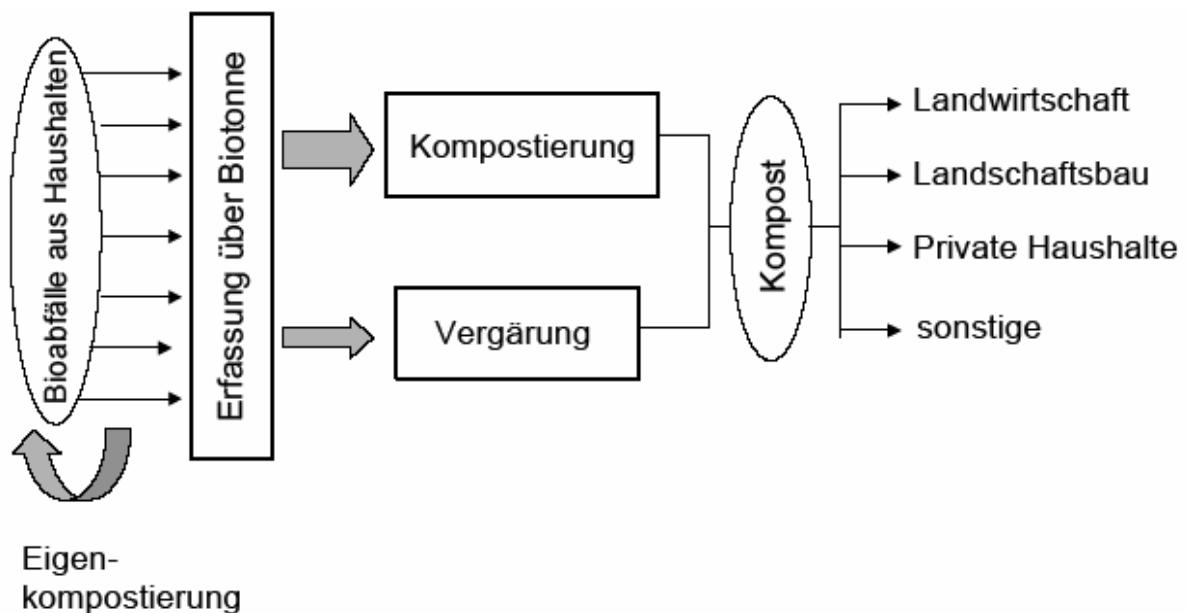 Bioabfälle aus Haushalten
Erfassung über Biotonne
Kompostierung
Vergärung
Kompost
Landwirtschaft
Landschaftsbau
Private Haushalte
sonstige
Eigen-
kompostierung